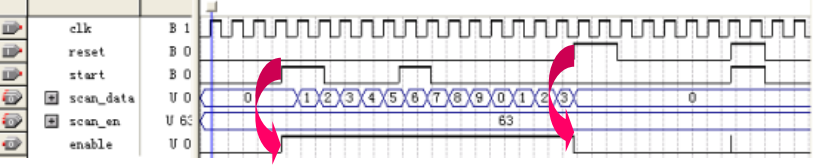 clk B 1
reset B 0
start B 0
scan_data U 0 0 1 2 3 4 5 6 7 8 9 0 1 2 3 0
scan_en U 63 63
enable U 0